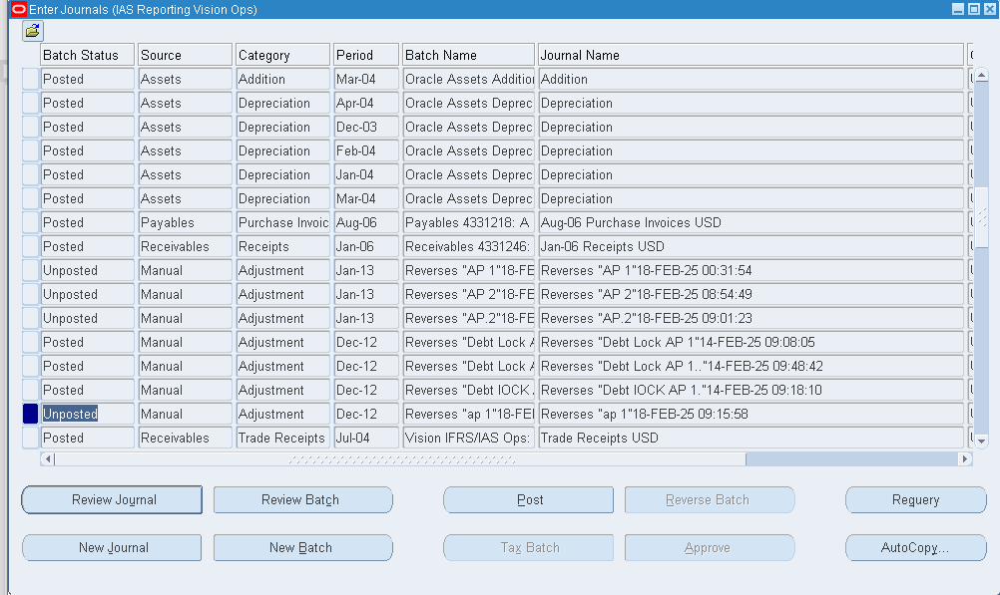 Enter Journals (IAS Reporting Vision Ops)
Batch Status Source Category Period Batch Name Journal Name
Posted Assets Addition Mar-04 Oracle Assets Addition Addition
Posted Assets Depreciation Apr-04 Oracle Assets Deprec Depreciation
Posted Assets Depreciation Dec-03 Oracle Assets Deprec Depreciation
Posted Assets Depreciation Feb-04 Oracle Assets Deprec Depreciation
Posted Assets Depreciation Jan-04 Oracle Assets Deprec Depreciation
Posted Assets Depreciation Mar-04 Oracle Assets Deprec Depreciation
Posted Payables Purchase Invoic Aug-06 Payables 4331218: A Aug-06 Purchase Invoices USD
Posted Receivables Receipts Jan-06 Receivables 4331246: Jan-06 Receipts USD
Unposted Manual Adjustment Jan-13 Reverses "AP 1"18-FE Reverses "AP 1"18-FEB-25 00:31:54
Unposted Manual Adjustment Jan-13 Reverses "AP 2"18-FE Reverses "AP 2"18-FEB-25 08:54:49
Unposted Manual Adjustment Jan-13 Reverses "AP.2"18-FE Reverses "AP.2"18-FEB-25 09:01:23
Posted Manual Adjustment Dec-12 Reverses "Debt Lock A Reverses "Debt Lock AP 1"14-FEB-25 09:08:05
Posted Manual Adjustment Dec-12 Reverses "Debt Lock A Reverses "Debt Lock AP 1.."14-FEB-25 09:48:42
Posted Manual Adjustment Dec-12 Reverses "Debt lOCK A Reverses "Debt lOCK AP 1."14-FEB-25 09:18:10
Unposted Manual Adjustment Dec-12 Reverses "ap 1"18-FE Reverses "ap 1"18-FEB-25 09:15:58
Posted Receivables Trade Receipts Jul-04 Vision IFRS/IAS Ops: Trade Receipts USD
Review Journal Review Batch Post Reverse Batch Requery
New Journal New Batch Tax Batch Approve AutoCopy...